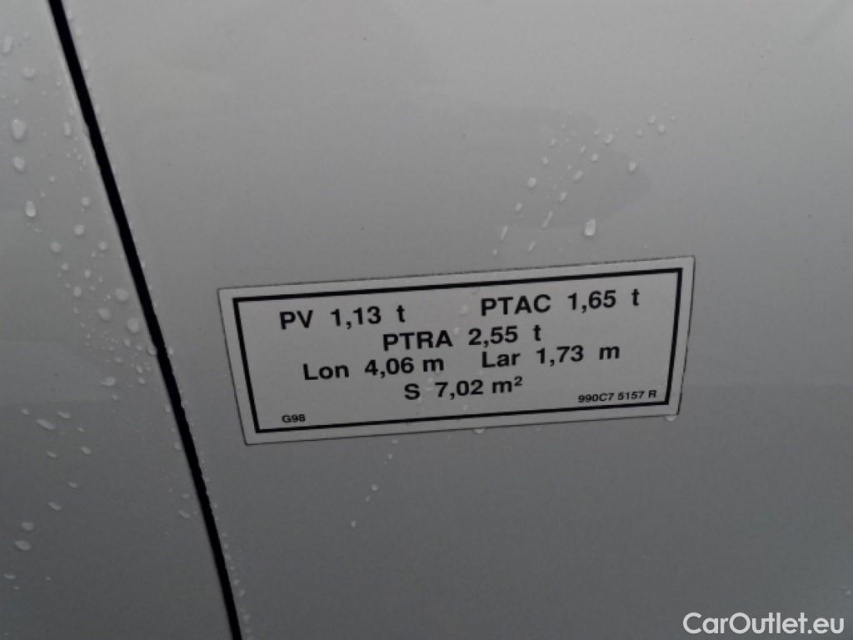 PV 1,13 t PTAC 1,65 t
PTRA 2,55 t
Lon 4,06 m Lar 1,73 m
S 7,02 m²
G98 990C7 5157 R
CarOutlet.eu